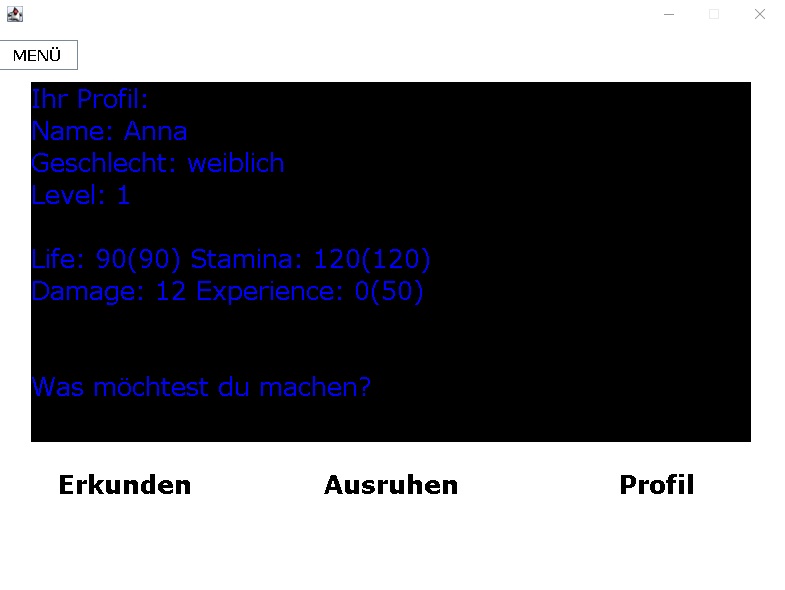 MENÜ
Ihr Profil:
Name: Anna
Geschlecht: weiblich
Level: 1
Life: 90(90) Stamina: 120(120)
Damage: 12 Experience: 0(50)
Was möchtest du machen?
Erkunden Ausruhen Profil